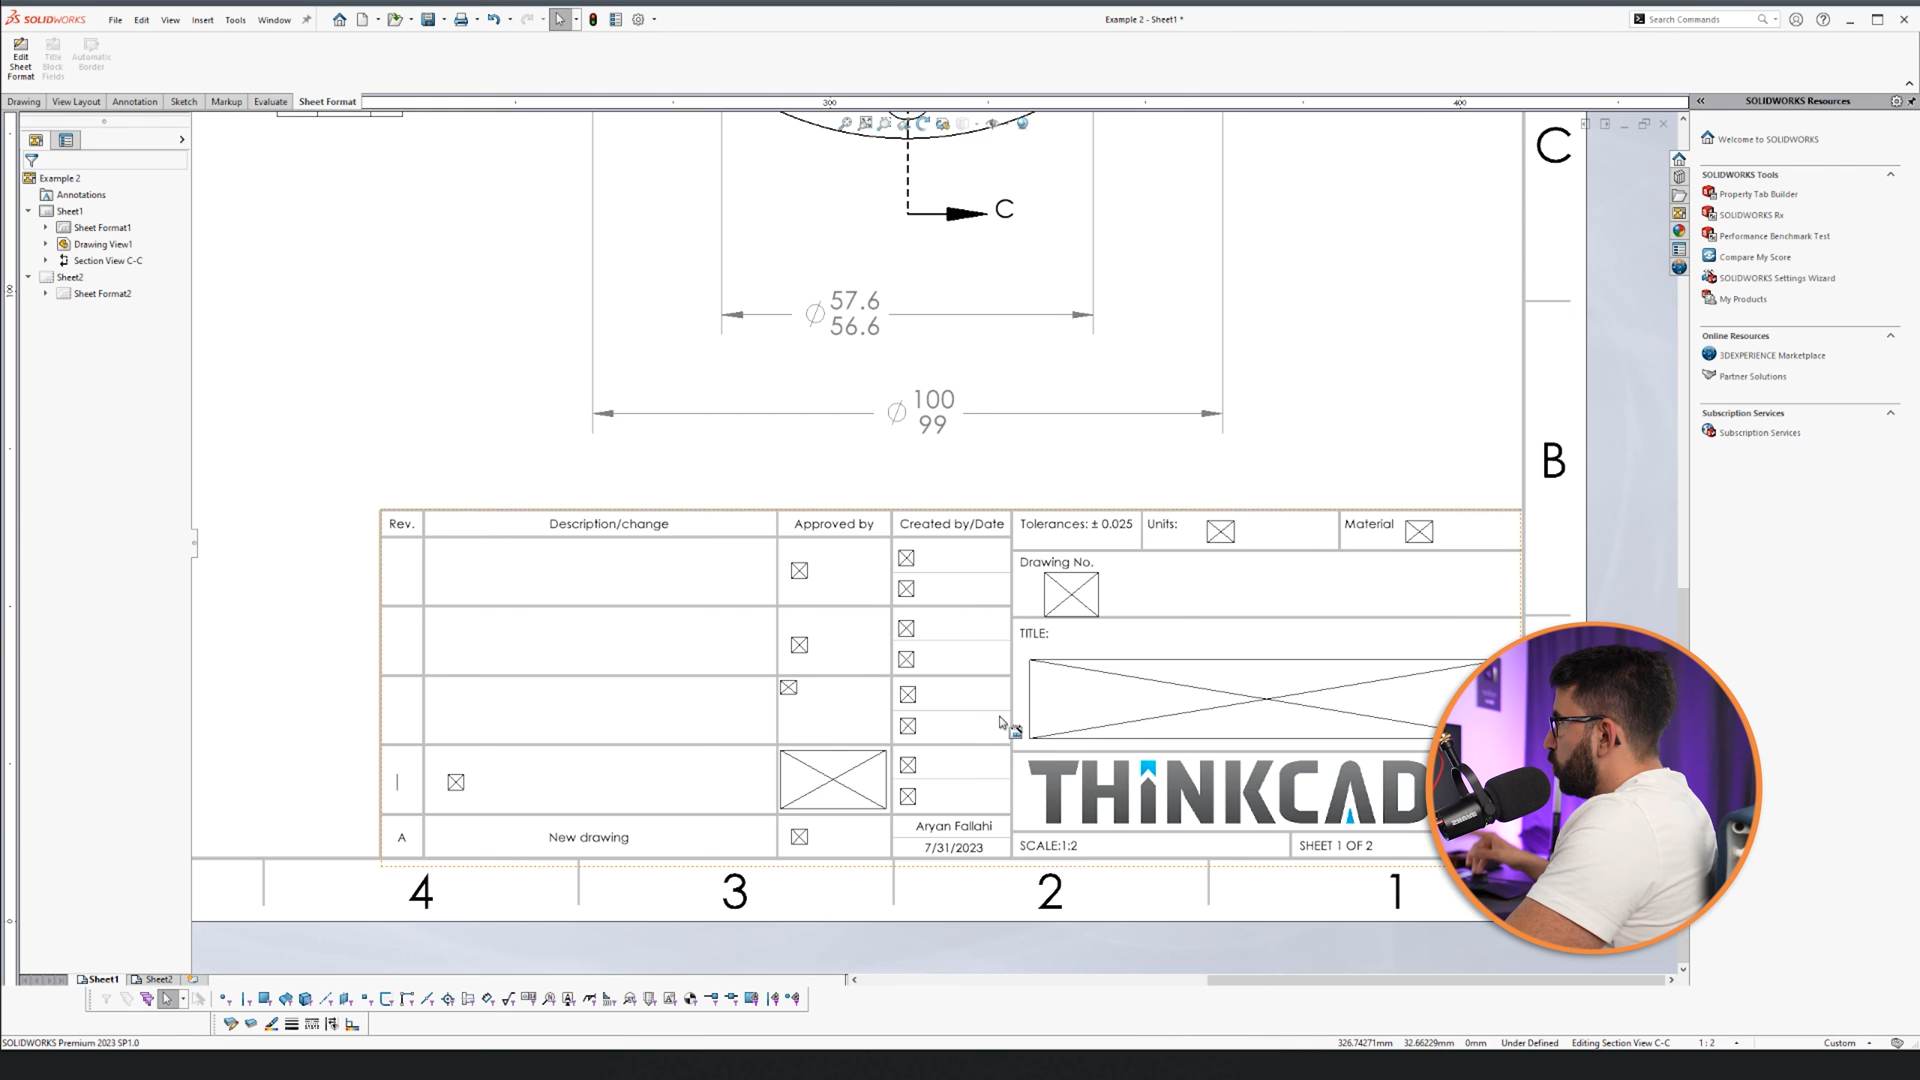 SOLIDWORKS
File Edit View Insert Tools Window
Example 2 - Sheet1 *
Search Commands
Edit Sheet Format
Title Block Fields
Automatic Border
Drawing View Layout Annotation Sketch Markup Evaluate Sheet Format
300
400
SOLIDWORKS Resources
Example 2
Annotations
Sheet1
Sheet Format1
Drawing View1
Section View C-C
Sheet2
Sheet Format2
100
0
C
C
B
57.6
56.6
100
99
Welcome to SOLIDWORKS
SOLIDWORKS Tools
Property Tab Builder
SOLIDWORKS Rx
Performance Benchmark Test
Compare My Score
SOLIDWORKS Settings Wizard
My Products
Online Resources
3DEXPERIENCE Marketplace
Partner Solutions
Subscription Services
Subscription Services
Rev. Description/change Approved by Created by/Date Tolerances: ± 0.025 Units: Material
Drawing No.
TITLE:
THiNKCAD
A New drawing Aryan Fallahi
7/31/2023
SCALE:1:2 SHEET 1 OF 2
4 3 2 1
Sheet1 Sheet2
SOLIDWORKS Premium 2023 SP1.0
326.74271mm 32.66229mm 0mm Under Defined Editing Section View C-C 1 : 2 Custom